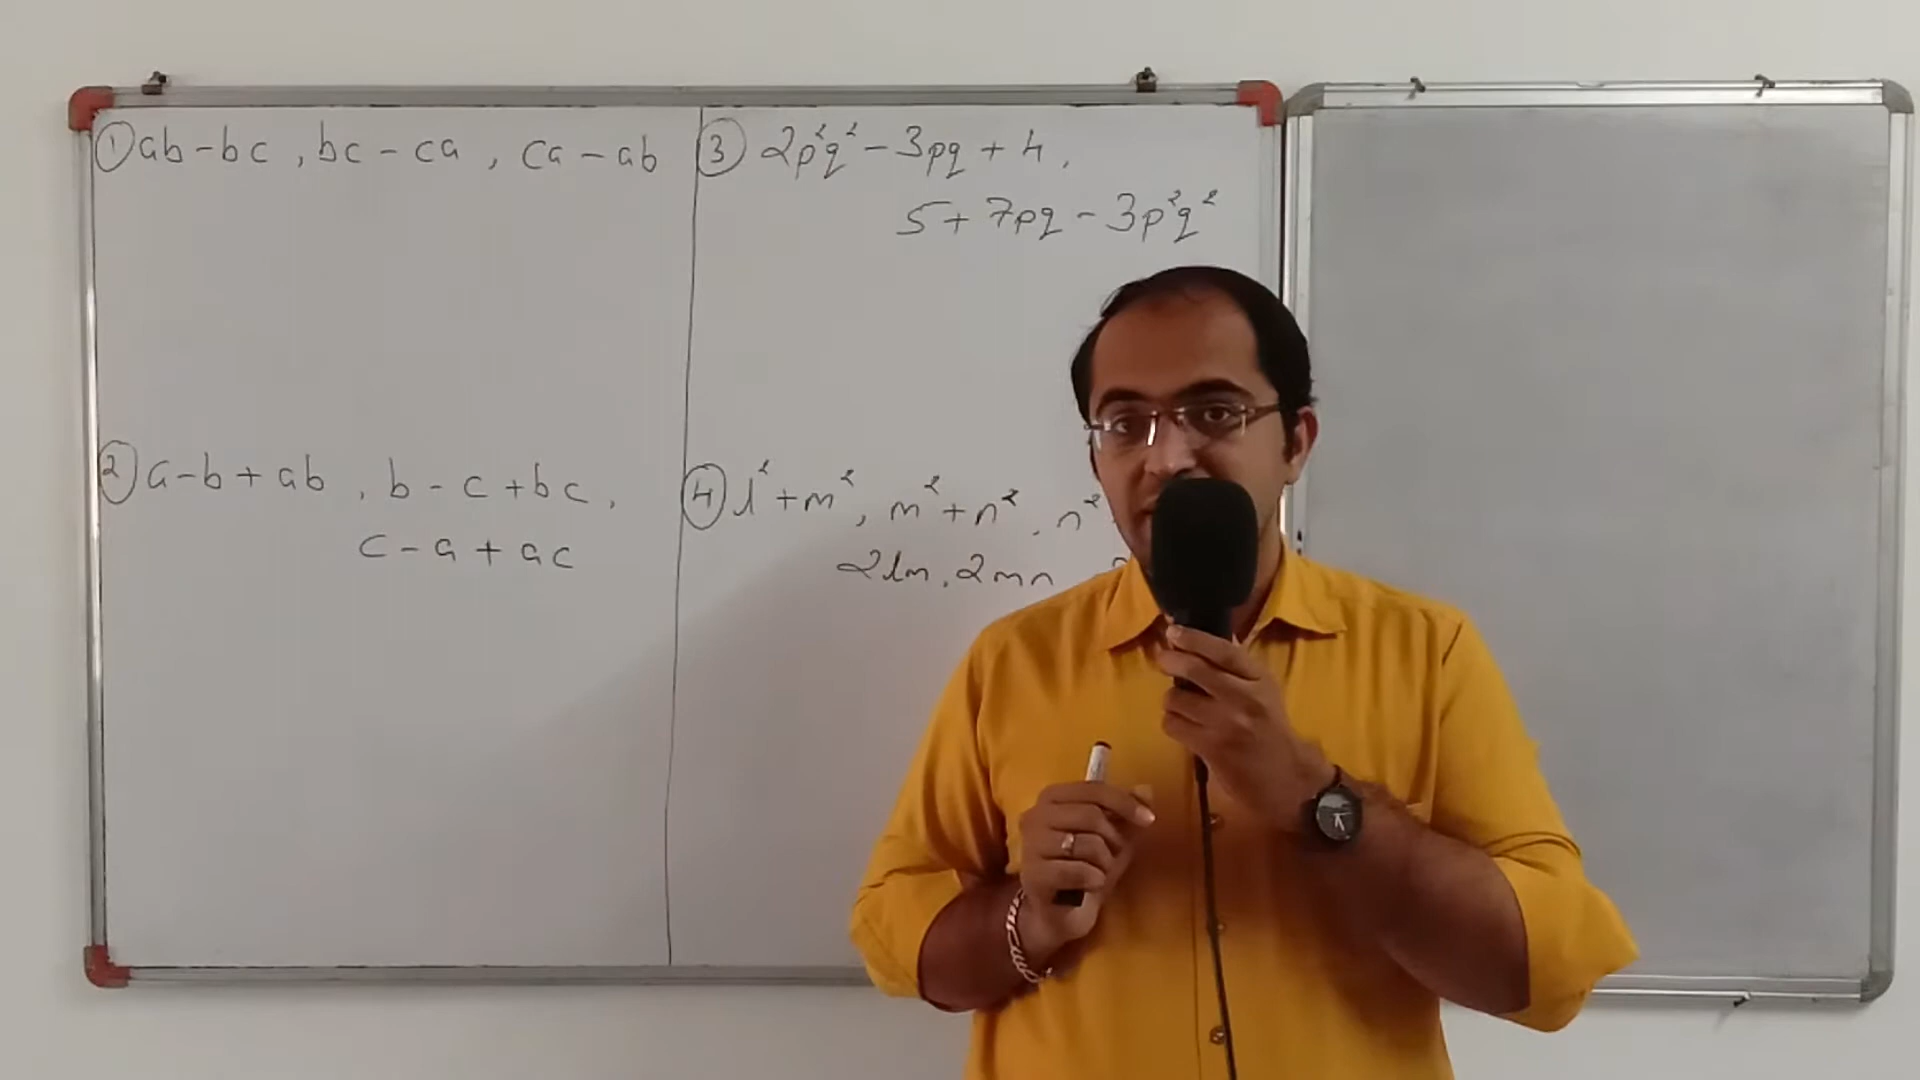 ① ab - bc , bc - ca , ca - ab
② a - b + ab , b - c + bc ,
c - a + ac
③ 2p²q² - 3pq + 4 ,
5 + 7pq - 3p²q²
④ l² + m² , m² + n² , n²
2lm , 2mn